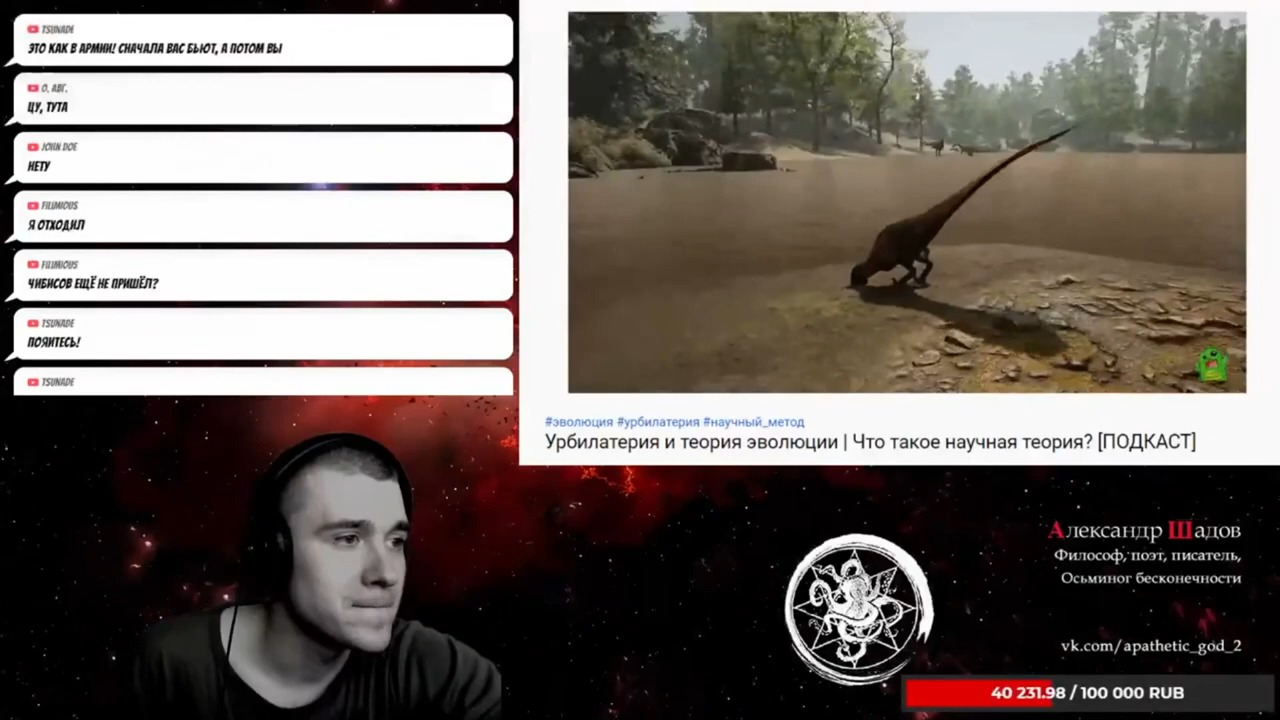 TSUNADE
ЭТО КАК В АРМИИ! СНАЧАЛА ВАС БЬЮТ, А ПОТОМ ВЫ
О. АВГ.
ЦУ, ТУТА
JOHN DOE
НЕТУ
FILIMIOUS
Я ОТХОДИЛ
FILIMIOUS
ЧИБИСОВ ЕЩЁ НЕ ПРИШЁЛ?
TSUNADE
ПОЯИТЕСЬ!
TSUNADE
#эволюция #урбилатерия #научный_метод
Урбилатерия и теория эволюции | Что такое научная теория? [ПОДКАСТ]
Александр Шадов
Философ, поэт, писатель,
Осьминог бесконечности
vk.com/apathetic_god_2
40 231.98 / 100 000 RUB